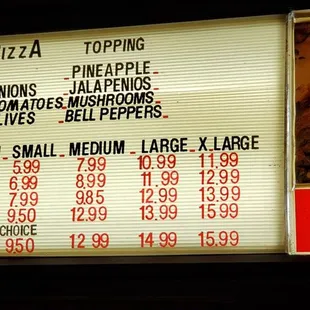 IZZA TOPPING
PINEAPPLE
NIONS JALAPENIOS
OMATOES MUSHROOMS
LIVES BELL PEPPERS
SMALL MEDIUM LARGE X LARGE
5.99 7.99 10.99 11.99
6.99 8.99 11.99 12.99
7.99 9.85 12.99 13.99
9.50 12.99 13.99 15.99
CHOICE
9.50 12.99 14.99 15.99